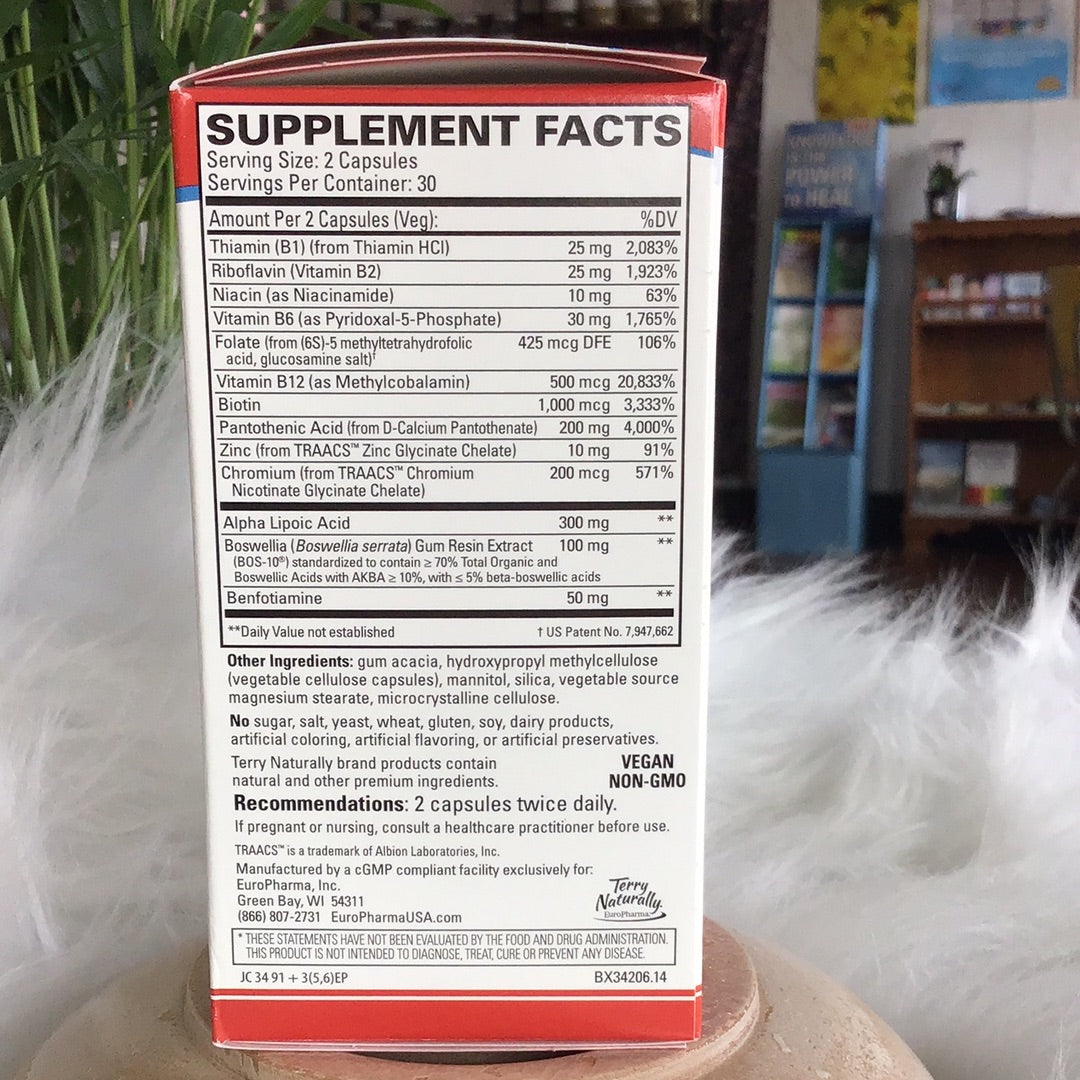 SUPPLEMENT FACTS
Serving Size: 2 Capsules
Servings Per Container: 30
Amount Per 2 Capsules (Veg): %DV
Thiamin (B1) (from Thiamin HCl) 25 mg 2,083%
Riboflavin (Vitamin B2) 25 mg 1,923%
Niacin (as Niacinamide) 10 mg 63%
Vitamin B6 (as Pyridoxal-5-Phosphate) 30 mg 1,765%
Folate (from (6S)-5 methyltetrahydrofolic 425 mcg DFE 106%
acid, glucosamine salt)†
Vitamin B12 (as Methylcobalamin) 500 mcg 20,833%
Biotin 1,000 mcg 3,333%
Pantothenic Acid (from D-Calcium Pantothenate) 200 mg 4,000%
Zinc (from TRAACS™ Zinc Glycinate Chelate) 10 mg 91%
Chromium (from TRAACS™ Chromium 200 mcg 571%
Nicotinate Glycinate Chelate)
Alpha Lipoic Acid 300 mg **
Boswellia (Boswellia serrata) Gum Resin Extract 100 mg **
(BOS-10®) standardized to contain ≥ 70% Total Organic and
Boswellic Acids with AKBA ≥ 10%, with ≤ 5% beta-boswellic acids
Benfotiamine 50 mg **
**Daily Value not established † US Patent No. 7,947,662
Other Ingredients: gum acacia, hydroxypropyl methylcellulose
(vegetable cellulose capsules), mannitol, silica, vegetable source
magnesium stearate, microcrystalline cellulose.
No sugar, salt, yeast, wheat, gluten, soy, dairy products,
artificial coloring, artificial flavoring, or artificial preservatives.
Terry Naturally brand products contain
natural and other premium ingredients.
VEGAN
NON-GMO
Recommendations: 2 capsules twice daily.
If pregnant or nursing, consult a healthcare practitioner before use.
TRAACS™ is a trademark of Albion Laboratories, Inc.
Manufactured by a cGMP compliant facility exclusively for:
EuroPharma, Inc.
Green Bay, WI 54311
(866) 807-2731 EuroPharmaUSA.com
Terry
Naturally.
EuroPharma
* THESE STATEMENTS HAVE NOT BEEN EVALUATED BY THE FOOD AND DRUG ADMINISTRATION.
THIS PRODUCT IS NOT INTENDED TO DIAGNOSE, TREAT, CURE OR PREVENT ANY DISEASE.
JC 34 91 + 3(5,6)EP BX34206.14
KNOWLEDGE
IS THE
POWER
to HEAL